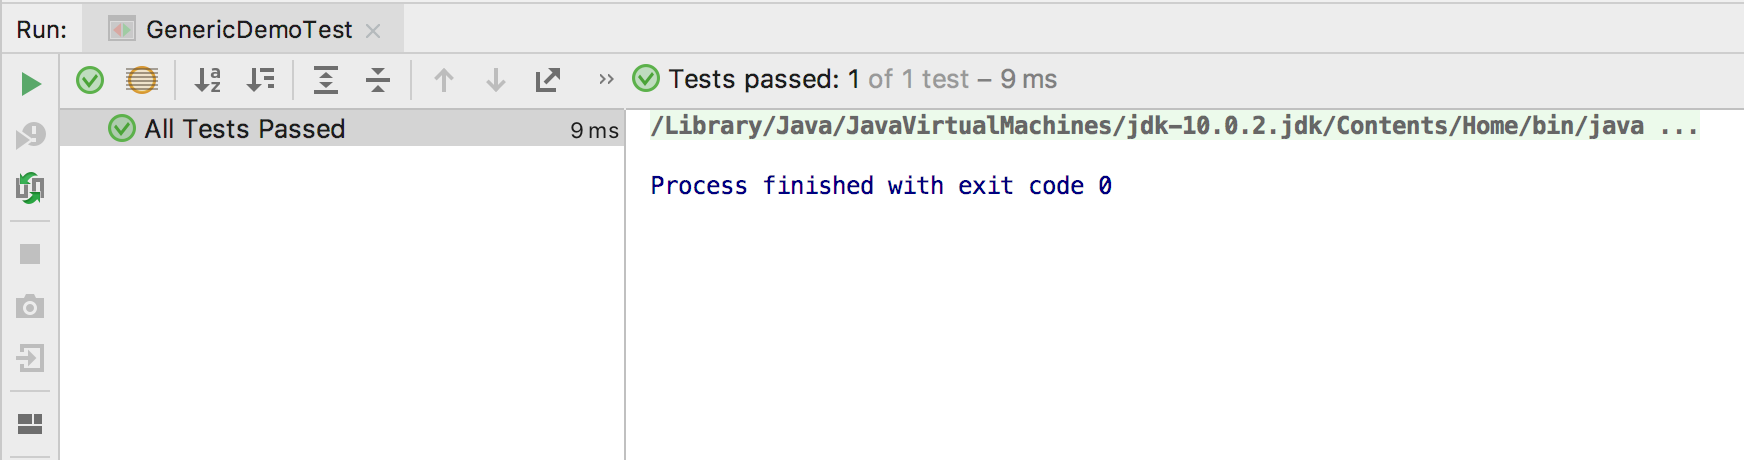 Run: GenericDemoTest
Tests passed: 1 of 1 test – 9 ms
All Tests Passed 9 ms
/Library/Java/JavaVirtualMachines/jdk-10.0.2.jdk/Contents/Home/bin/java ...
Process finished with exit code 0